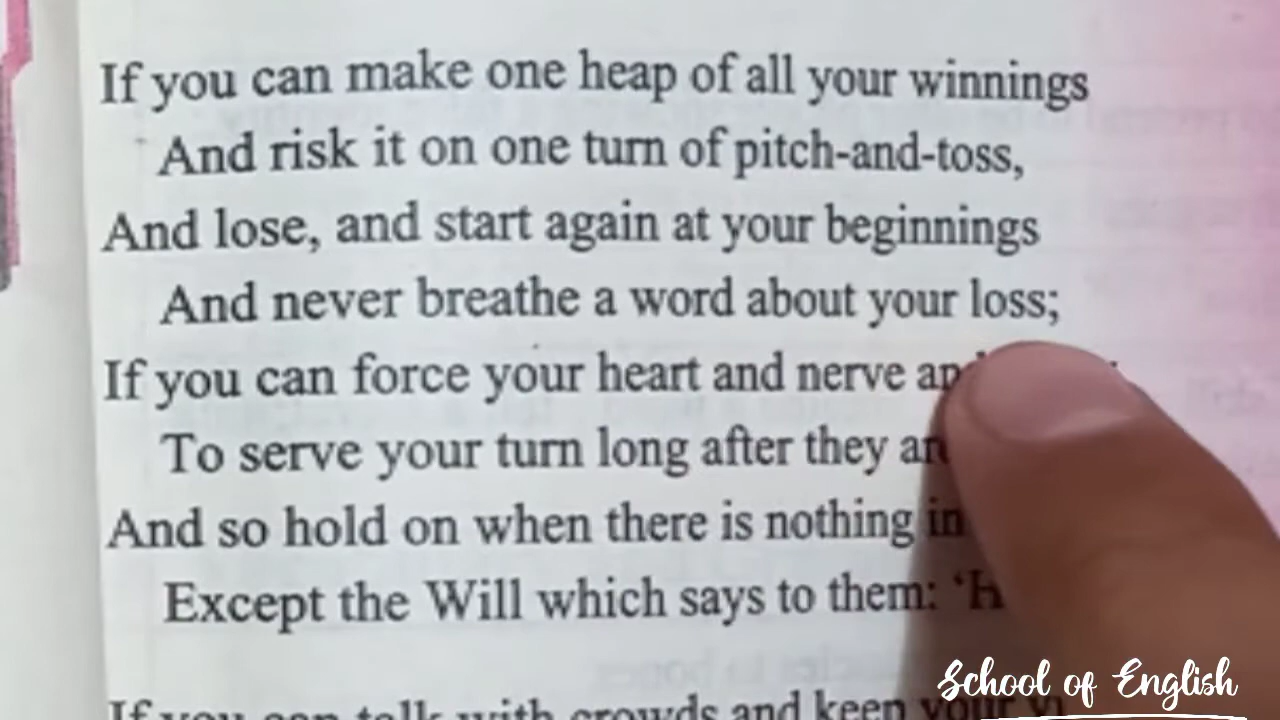 If you can make one heap of all your winnings
And risk it on one turn of pitch-and-toss,
And lose, and start again at your beginnings
And never breathe a word about your loss;
If you can force your heart and nerve
To serve your turn long after they
And so hold on when there is nothing in
Except the Will which says to them:
If you can talk with crowds and keep your
School of English